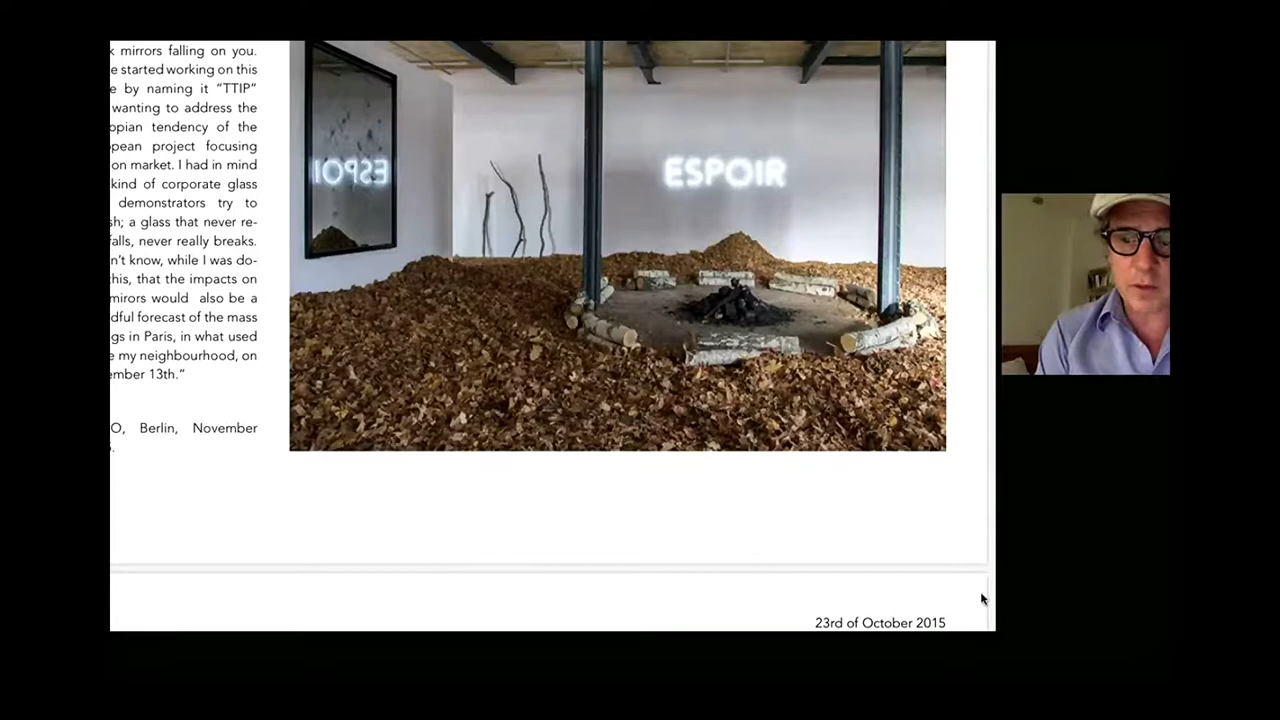 k mirrors falling on you.
e started working on this
e by naming it “TTIP”
wanting to address the
opian tendency of the
opean project focusing
on market. I had in mind
kind of corporate glass
demonstrators try to
sh; a glass that never re-
falls, never really breaks.
n’t know, while I was do-
this, that the impacts on
mirors would also be a
dful forecast of the mass
gs in Paris, in what used
e my neighbourhood, on
ember 13th.”
O, Berlin, November
ESPOIR
ESPOIR
23rd of October 2015